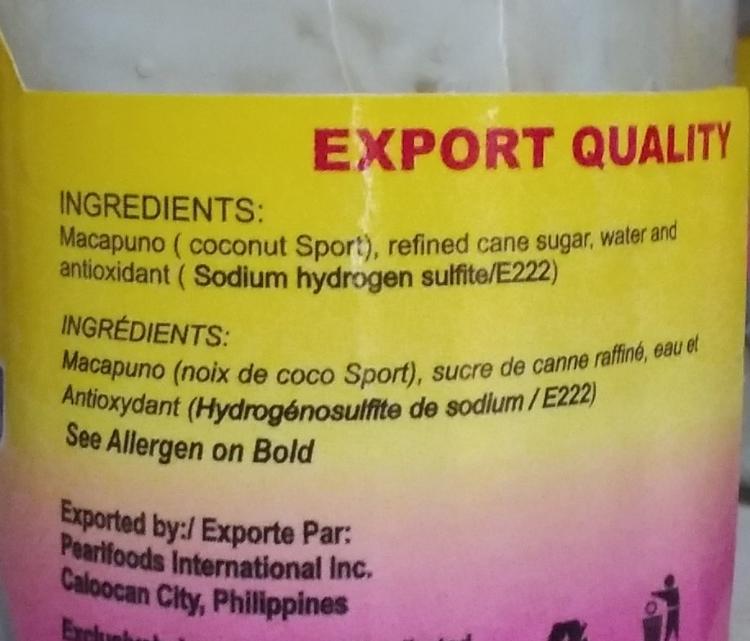 EXPORT QUALITY
INGREDIENTS:
Macapuno ( coconut Sport), refined cane sugar, water and
antioxidant ( Sodium hydrogen sulfite/E222)
INGRÉDIENTS:
Macapuno (noix de coco Sport), sucre de canne raffiné, eau et
Antioxydant (Hydrogénosulfite de sodium / E222)
See Allergen on Bold
Exported by:/ Exporte Par:
Pearlfoods International Inc.
Caloocan City, Philippines